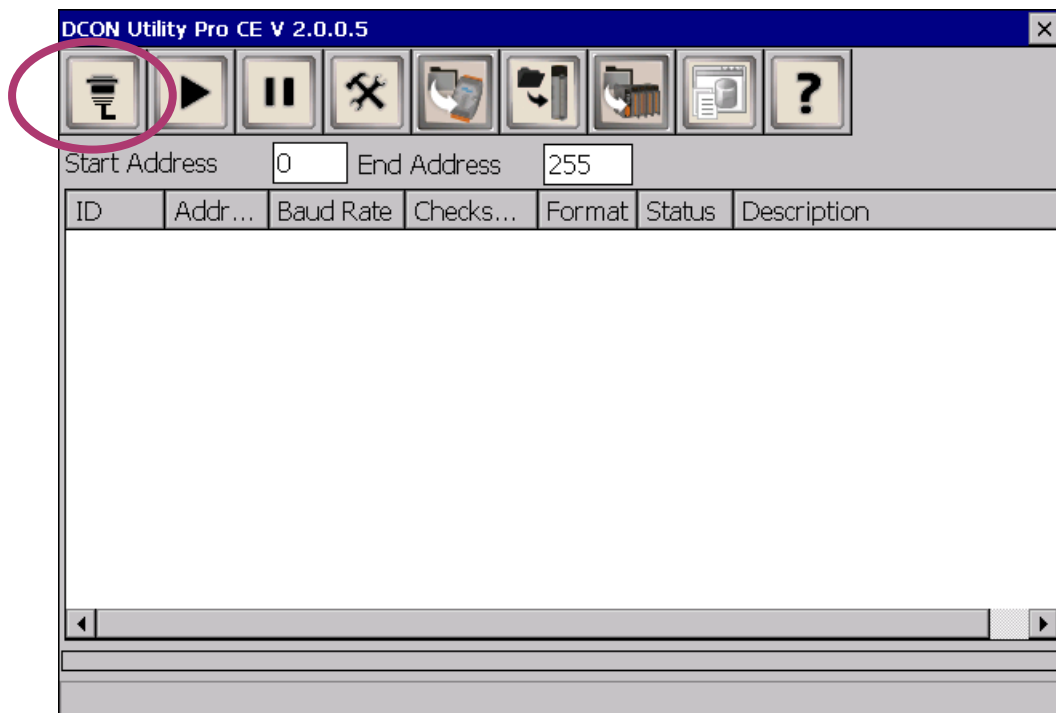 DCON Utility Pro CE V 2.0.0.5
?
Start Address 0 End Address 255
ID Addr... Baud Rate Checks... Format Status Description